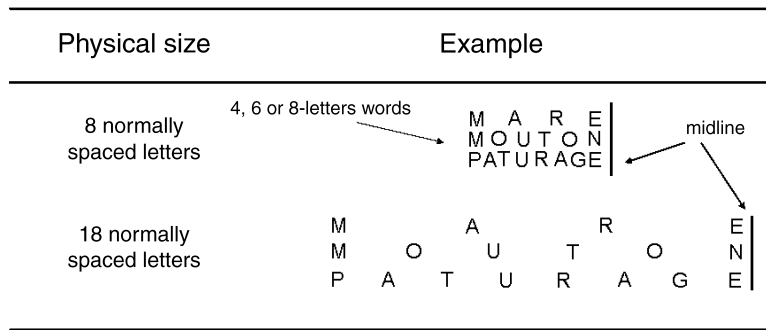 Physical size Example
4, 6 or 8-letters words
8 normally
spaced letters
M A R E
M O U T O N
P A T U R A G E
midline
18 normally
spaced letters
M A R E
M O U T O N
P A T U R A G E